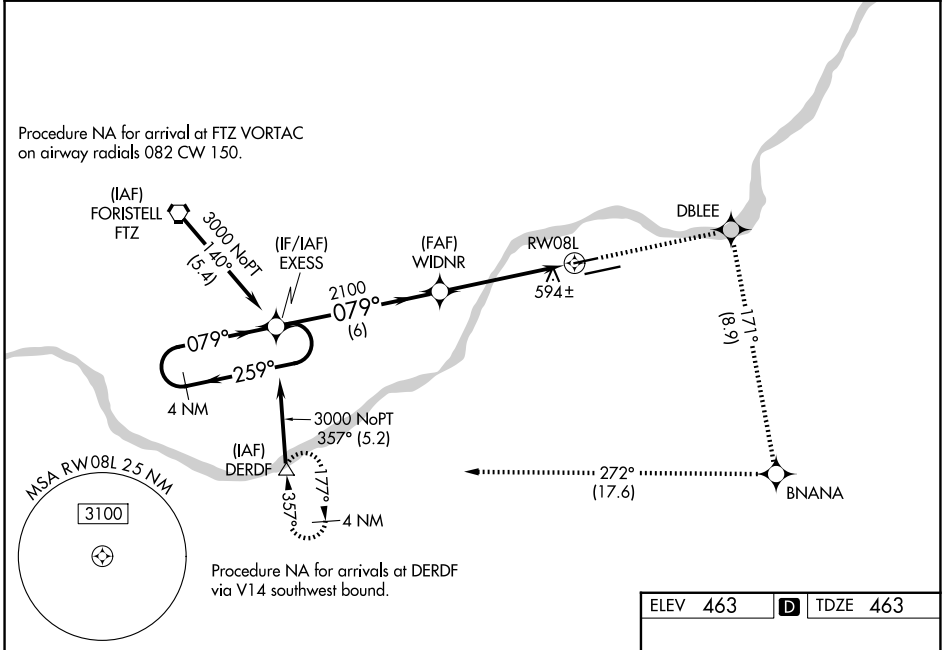 Procedure NA for arrival at FTZ VORTAC
on airway radials 082 CW 150.
(IAF)
FORISTELL
FTZ
3000 NoPT
140°
(5.4)
(IF/IAF)
EXESS
(FAF)
WIDNR
RW08L
DBLEE
594±
2100
079°
(6)
079°
259°
4 NM
171°
(8.9)
3000 NoPT
357° (5.2)
(IAF)
DERDF
177°
357°
4 NM
272°
(17.6)
BNANA
MSA RW08L 25 NM
3100
Procedure NA for arrivals at DERDF
via V14 southwest bound.
ELEV 463 D TDZE 463